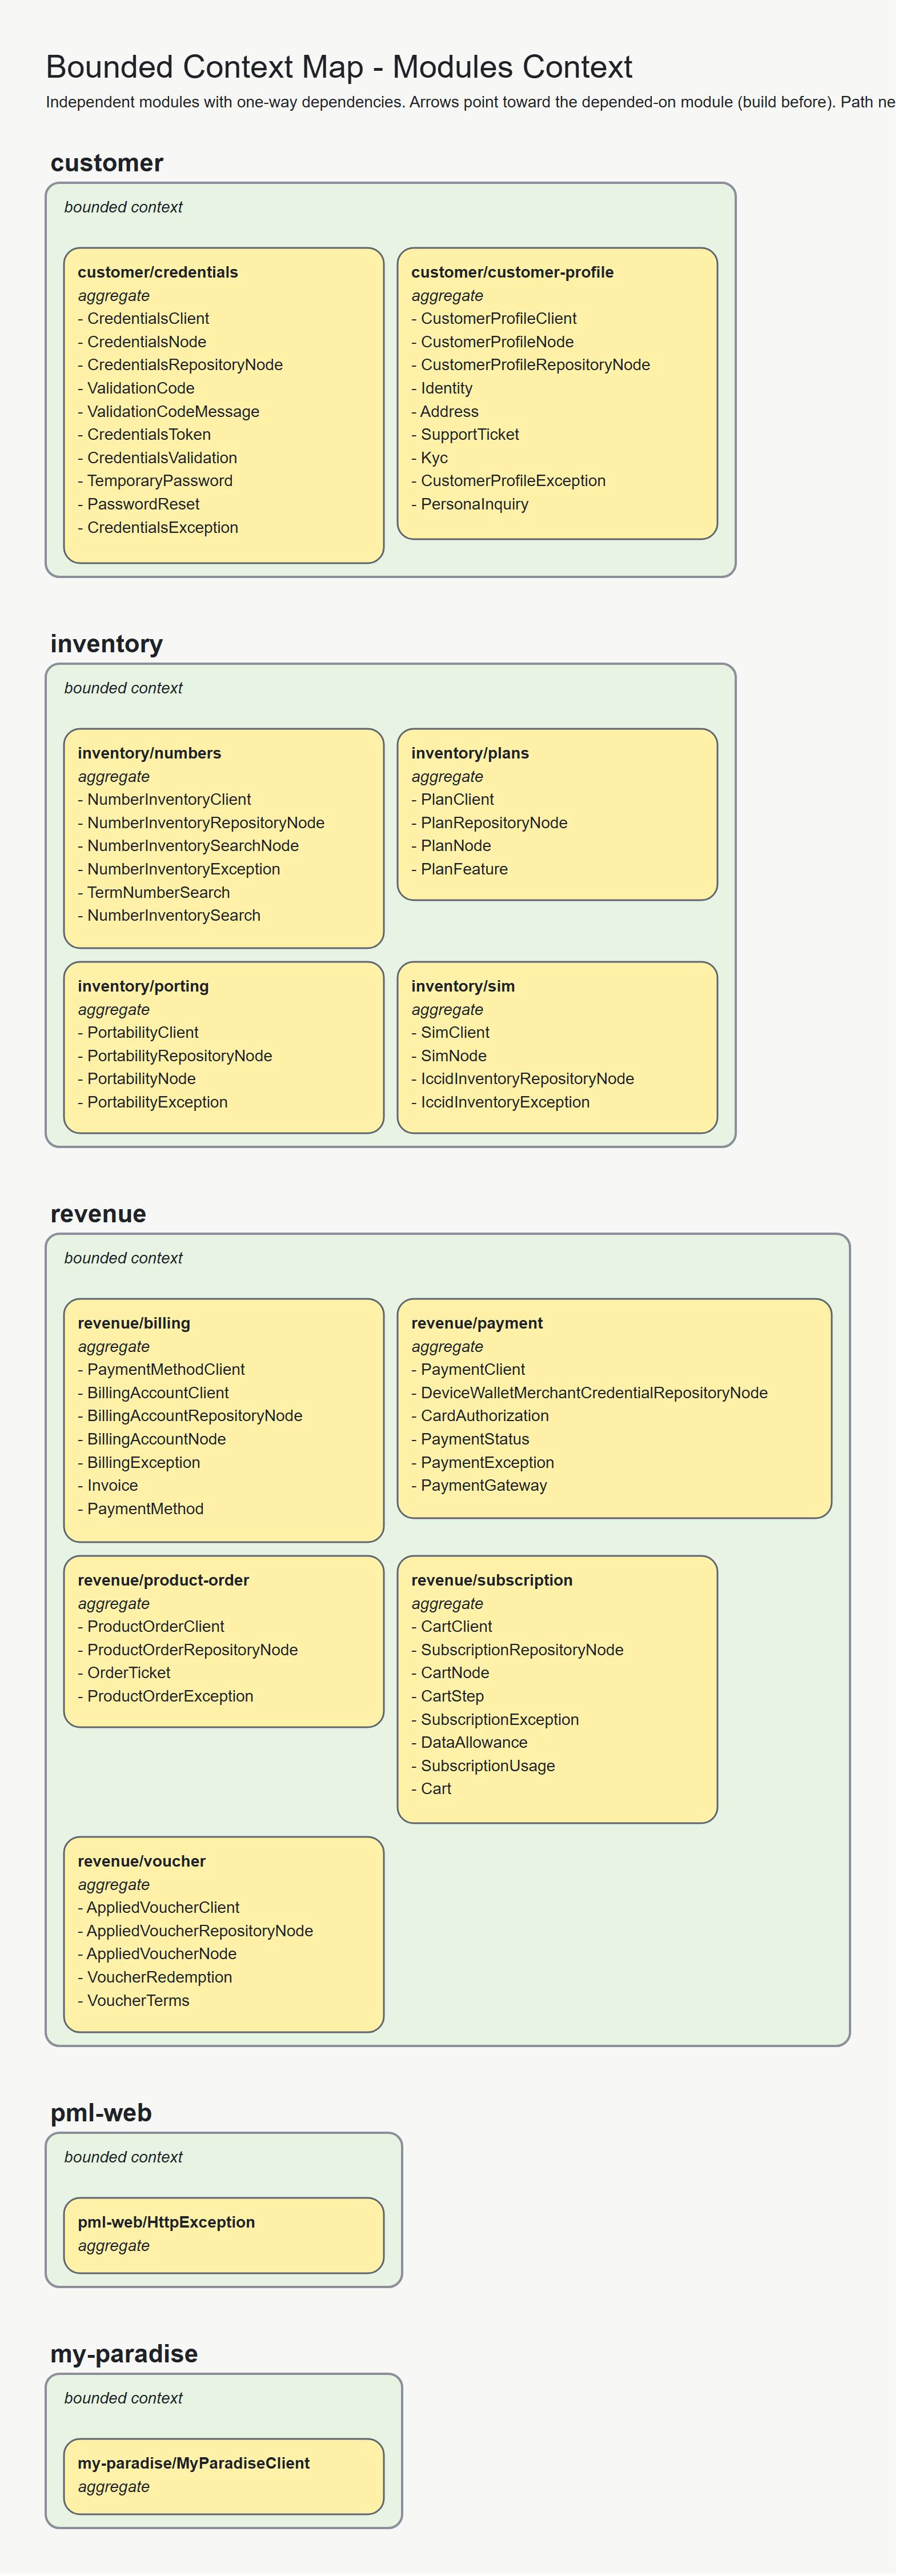 Bounded Context Map - Modules Context
Independent modules with one-way dependencies. Arrows point toward the depended-on module (build before). Path ne
customer
bounded context
customer/credentials
aggregate
- CredentialsClient
- CredentialsNode
- CredentialsRepositoryNode
- ValidationCode
- ValidationCodeMessage
- CredentialsToken
- CredentialsValidation
- TemporaryPassword
- PasswordReset
- CredentialsException
customer/customer-profile
aggregate
- CustomerProfileClient
- CustomerProfileNode
- CustomerProfileRepositoryNode
- Identity
- Address
- SupportTicket
- Kyc
- CustomerProfileException
- PersonaInquiry
inventory
bounded context
inventory/numbers
aggregate
- NumberInventoryClient
- NumberInventoryRepositoryNode
- NumberInventorySearchNode
- NumberInventoryException
- TermNumberSearch
- NumberInventorySearch
inventory/plans
aggregate
- PlanClient
- PlanRepositoryNode
- PlanNode
- PlanFeature
inventory/porting
aggregate
- PortabilityClient
- PortabilityRepositoryNode
- PortabilityNode
- PortabilityException
inventory/sim
aggregate
- SimClient
- SimNode
- IccidInventoryRepositoryNode
- IccidInventoryException
revenue
bounded context
revenue/billing
aggregate
- PaymentMethodClient
- BillingAccountClient
- BillingAccountRepositoryNode
- BillingAccountNode
- BillingException
- Invoice
- PaymentMethod
revenue/payment
aggregate
- PaymentClient
- DeviceWalletMerchantCredentialRepositoryNode
- CardAuthorization
- PaymentStatus
- PaymentException
- PaymentGateway
revenue/product-order
aggregate
- ProductOrderClient
- ProductOrderRepositoryNode
- OrderTicket
- ProductOrderException
revenue/subscription
aggregate
- CartClient
- SubscriptionRepositoryNode
- CartNode
- CartStep
- SubscriptionException
- DataAllowance
- SubscriptionUsage
- Cart
revenue/voucher
aggregate
- AppliedVoucherClient
- AppliedVoucherRepositoryNode
- AppliedVoucherNode
- VoucherRedemption
- VoucherTerms
pml-web
bounded context
pml-web/HttpException
aggregate
my-paradise
bounded context
my-paradise/MyParadiseClient
aggregate